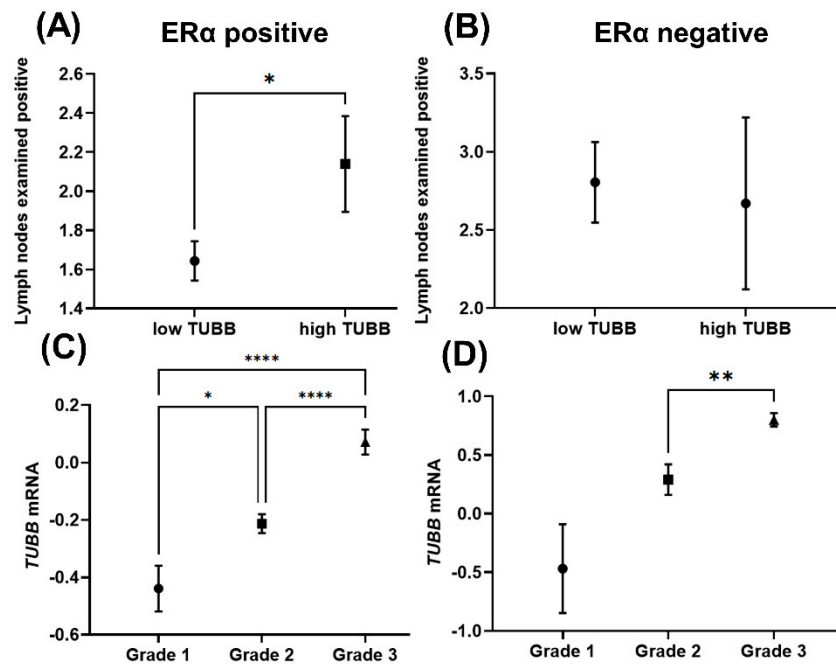 (A)
ERα positive
Lymph nodes examined positive
2.6
2.4
2.2
2.0
1.8
1.6
1.4
*
low TUBB
high TUBB
(B)
ERα negative
Lymph nodes examined positive
3.5
3.0
2.5
2.0
low TUBB
high TUBB
(C)
TUBB mRNA
0.2
0.0
-0.2
-0.4
-0.6
****
*
****
Grade 1
Grade 2
Grade 3
(D)
TUBB mRNA
1.0
0.5
0.0
-0.5
-1.0
**
Grade 1
Grade 2
Grade 3